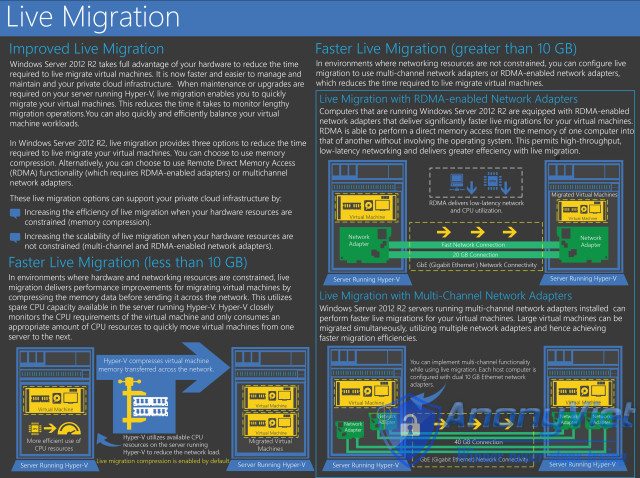 Live Migration
Improved Live Migration
Windows Server 2012 R2 takes full advantage of your hardware to reduce the time
required to live migrate virtual machines. It is now faster and easier to manage and
maintain and your private cloud infrastructure. When maintenance or upgrades are
required on your server running Hyper-V, live migration enables you to quickly
migrate your virtual machines. This reduces the time it takes to monitor lengthy
migration operations.You can also quickly and efficiently balance your virtual
machine workloads.
In Windows Server 2012 R2, live migration provides three options to reduce the time
required to live migrate your virtual machines. You can choose to use memory
compression. Alternatively, you can choose to use Remote Direct Memory Access
(RDMA) functionality (which requires RDMA-enabled adapters) or multichannel
network adapters.
These live migration options can support your private cloud infrastructure by:
Increasing the efficiency of live migration when your hardware resources are
constrained (memory compression).
Increasing the scalability of live migration when your hardware resources are
not constrained (multi-channel and RDMA-enabled network adapters).
Faster Live Migration (less than 10 GB)
In environments where hardware and networking resources are constrained, live
migration delivers performance improvements for migrating virtual machines by
compressing the memory data before sending it across the network. This utilizes
spare CPU capacity available in the server running Hyper-V. Hyper-V closely
monitors the CPU requirements of the virtual machine and only consumes an
appropriate amount of CPU resources to quickly move virtual machines from one
server to the next.
Hyper-V compresses virtual machine
memory transferred across the network.
Virtual Machine
More efficient use of
CPU resources
Server Running Hyper-V
Hyper-V utilizes available CPU
resources on the server running
Hyper-V to reduce the network load.
Live migration compression is enabled by default.
Virtual Machine
Virtual Machine
Migrated Virtual
Machines
Server Running Hyper-V
Faster Live Migration (greater than 10 GB)
In environments where networking resources are not constrained, you can configure live
migration to use multi-channel network adapters or RDMA-enabled network adapters,
which reduces the time required to live migrate virtual machines.
Live Migration with RDMA-enabled Network Adapters
Computers that are running Windows Server 2012 R2 are equipped with RDMA-enabled
network adapters that deliver significantly faster live migrations for your virtual machines.
RDMA is able to perform a direct memory access from the memory of one computer into
that of another without involving the operating system. This permits high-throughput,
low-latency networking and delivers greater effeciency with live migration.
RDMA delivers low-latency network
and CPU utilization.
Virtual Machine
Network
Adapter
Server Running Hyper-V
Fast Network Connection
20 GB Connection
GbE (Gigabit Ethernet ) Network Connectivity
Migrated Virtual Machines
Virtual Machine
Network
Adapter
Server Running Hyper-V
Live Migration with Multi-Channel Network Adapters
Windows Server 2012 R2 servers running multi-channel network adapters installed can
perform faster live migrations for your virtual machines. Large virtual machines can be
migrated simultaneously, utilizing multiple network adapters and hence achieving
faster migration efficiencies.
You can implement multi-channel functionality
while using live migration. Each host computer is
configured with dual 10 GB Ethernet network
adapters.
Virtual Machine
Network
Adapter
Server Running Hyper-V
40 GB Connection
GbE (Gigabit Ethernet) Network Connectivity
Virtual Machine
Server Running Hyper-V